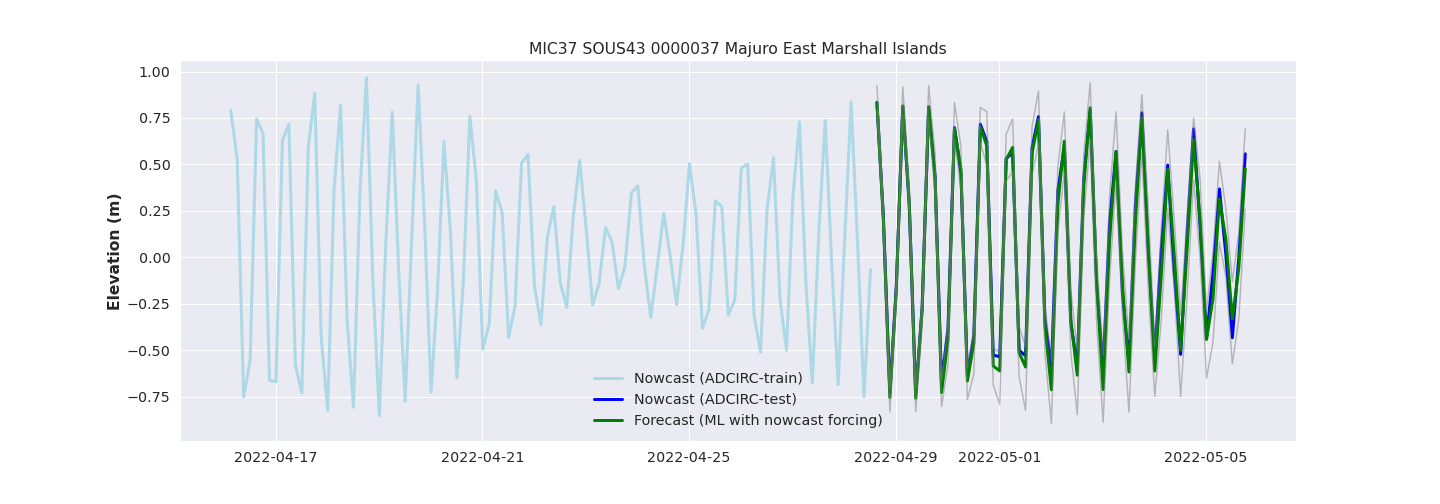 MIC37 SOUS43 0000037 Majuro East Marshall Islands
Elevation (m)
1.00
0.75
0.50
0.25
0.00
−0.25
−0.50
−0.75
Nowcast (ADCIRC-train)
Nowcast (ADCIRC-test)
Forecast (ML with nowcast forcing)
2022-04-17 2022-04-21 2022-04-25 2022-04-29 2022-05-01 2022-05-05